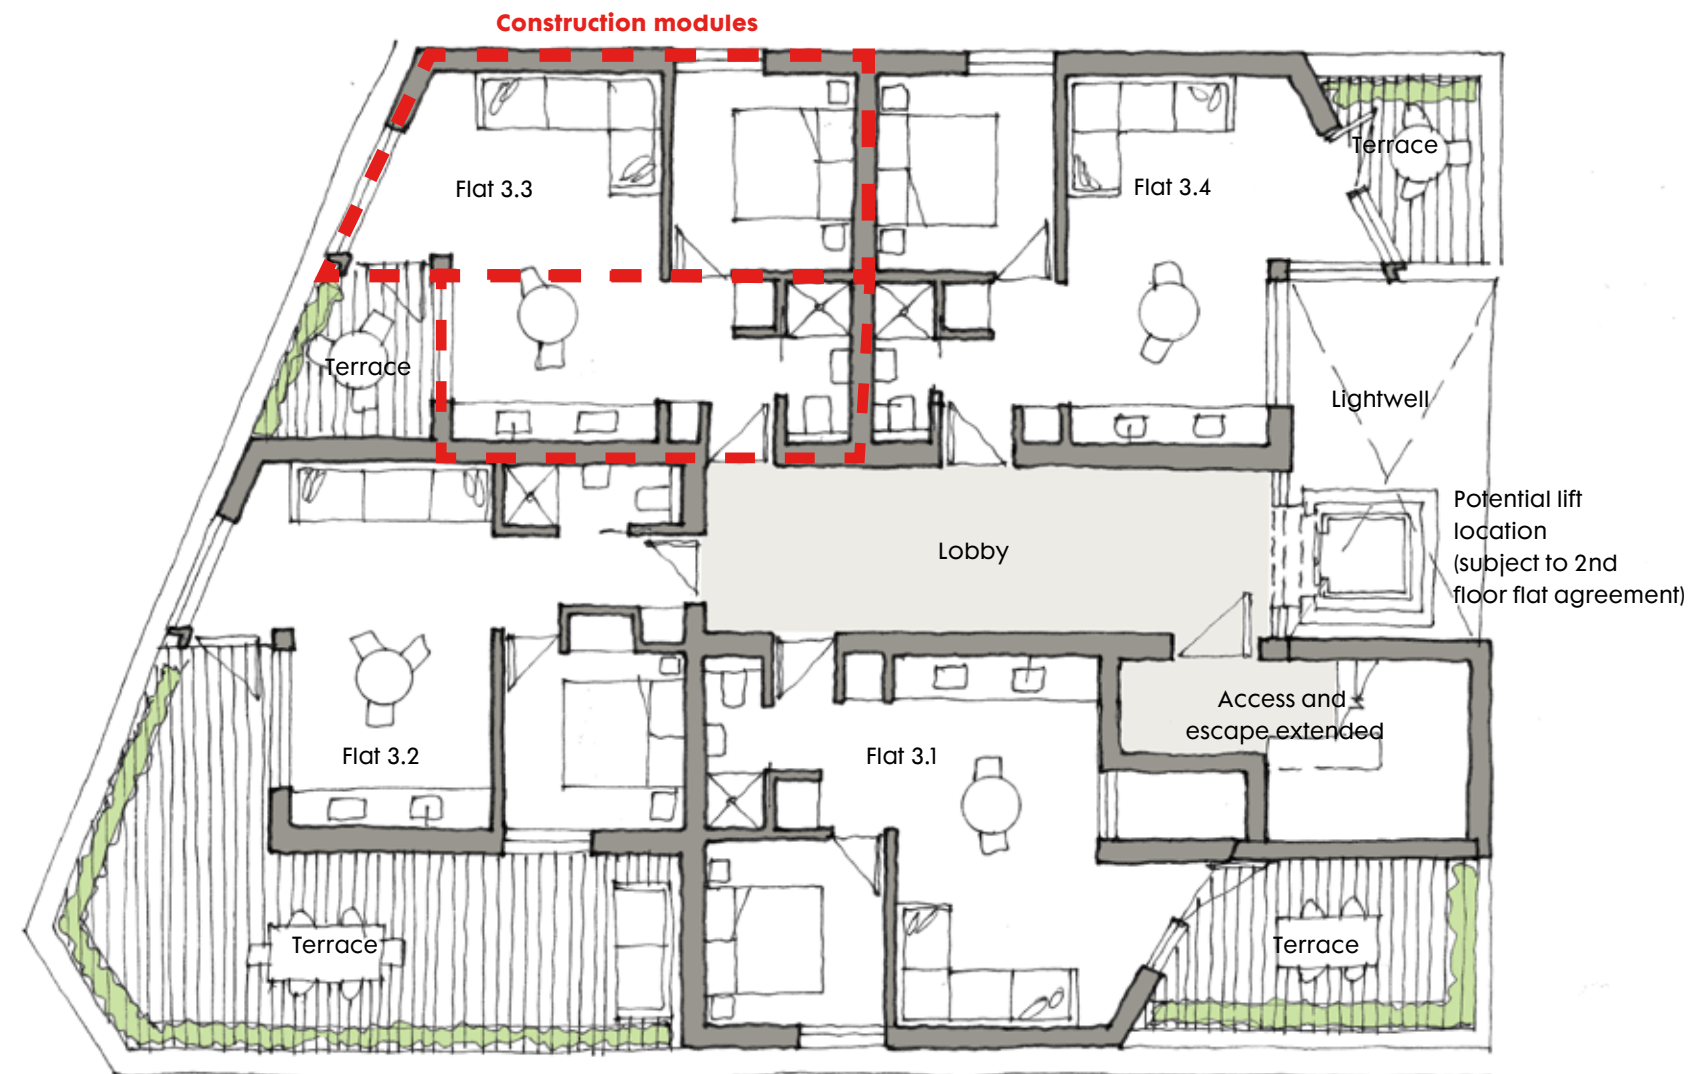 Construction modules
Flat 3.3
Flat 3.4
Terrace
Terrace
Lightwell
Potential lift
location
(subject to 2nd
floor flat agreement)
Lobby
Access and
escape extended
Flat 3.2
Flat 3.1
Terrace
Terrace